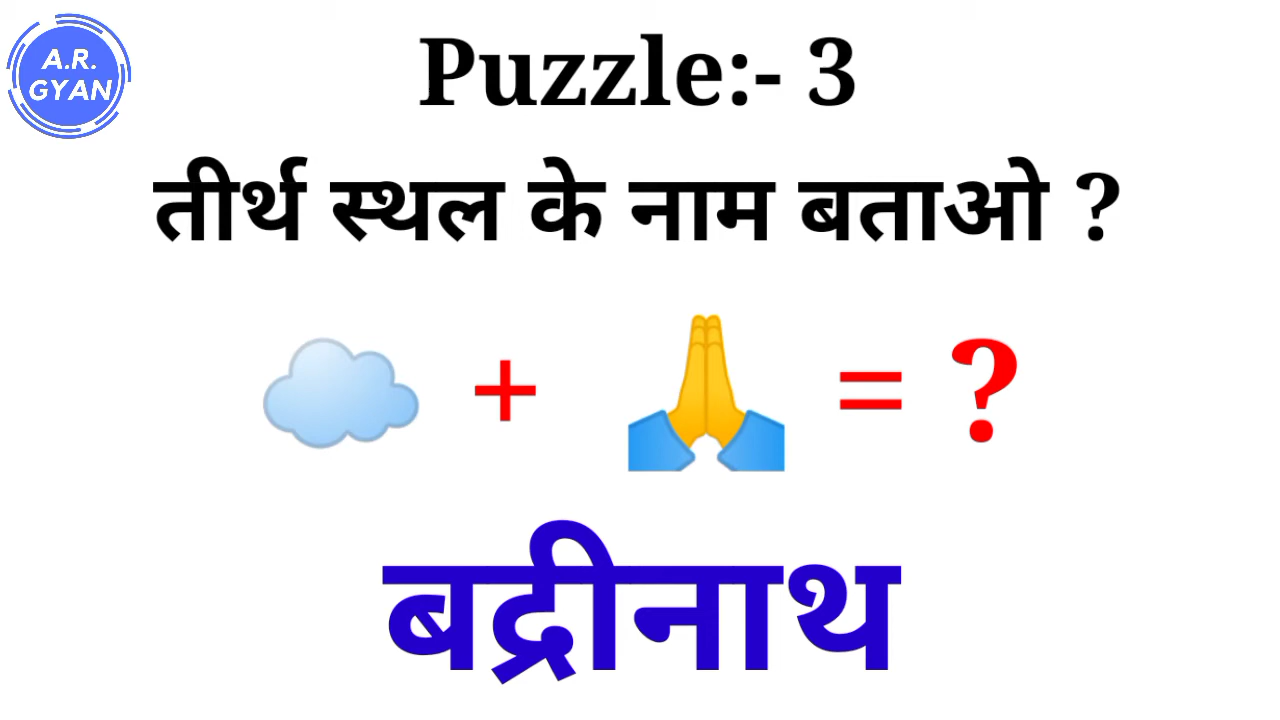 A.R.
GYAN
Puzzle:- 3
तीर्थ स्थल के नाम बताओ ?
+ = ?
बद्रीनाथ